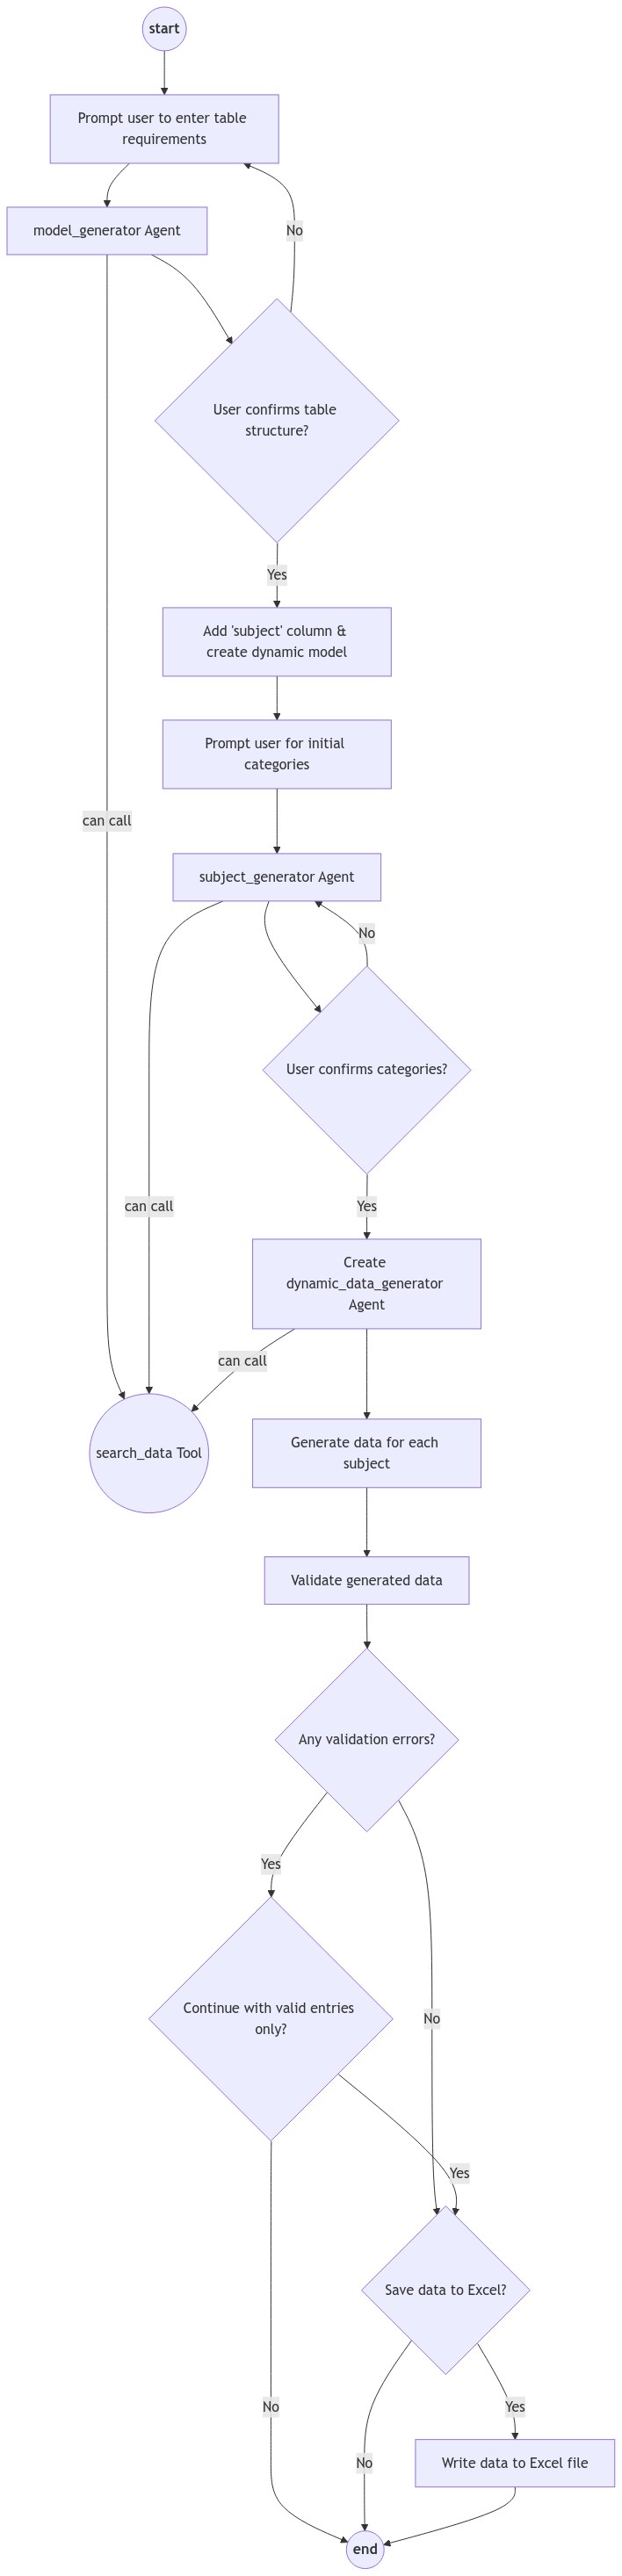 start
Prompt user to enter table
requirements
model_generator Agent
No
User confirms table
structure?
Yes
Add 'subject' column &
create dynamic model
Prompt user for initial
categories
can call
subject_generator Agent
No
User confirms categories?
can call
Yes
Create
dynamic_data_generator
Agent
can call
search_data Tool
Generate data for each
subject
Validate generated data
Any validation errors?
Yes
Continue with valid entries
only?
No
Yes
Save data to Excel?
No
Yes
No
Write data to Excel file
end